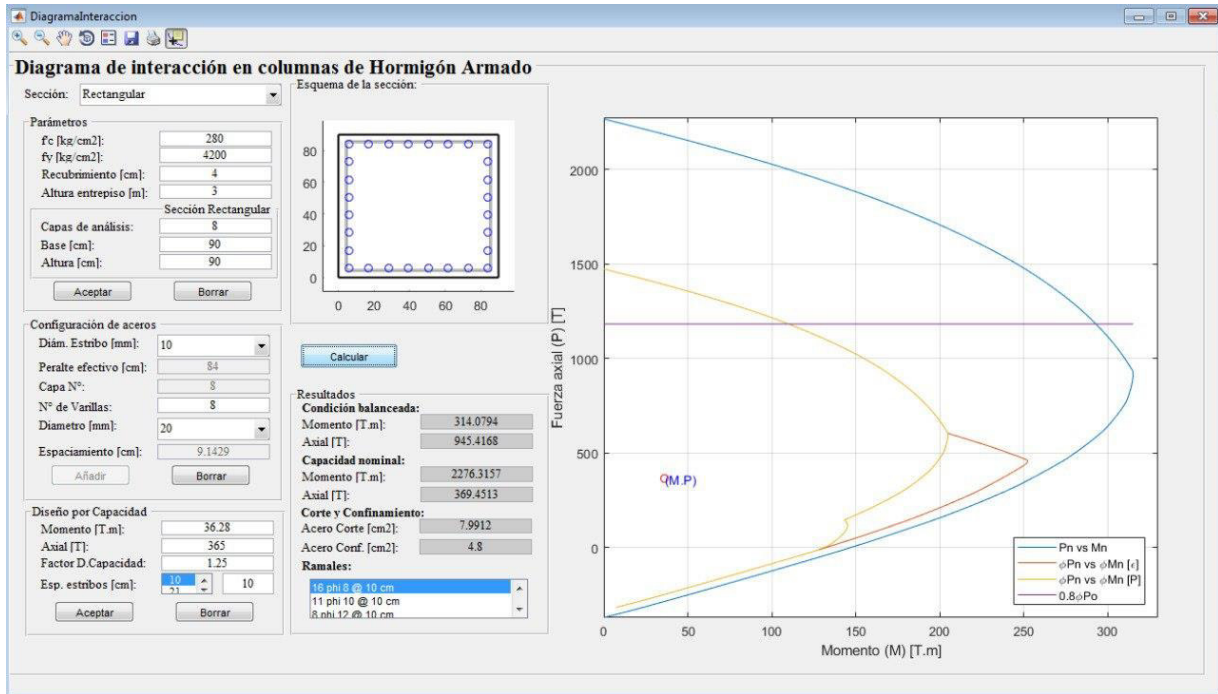 DiagramaInteraccion
Diagrama de interacción en columnas de Hormigón Armado
Sección: Rectangular
Parámetros
f'c [kg/cm2]: 280
fy [kg/cm2]: 4200
Recubrimiento [cm]: 4
Altura entrepiso [m]: 3
Sección Rectangular
Capas de análisis: 8
Base [cm]: 90
Altura [cm]: 90
Aceptar Borrar
Configuración de aceros
Diám. Estribo [mm]: 10
Peralte efectivo [cm]: 84
Capa N°: 8
N° de Varillas: 8
Diametro [mm]: 20
Espaciamiento [cm]: 9.1429
Añadir Borrar
Diseño por Capacidad
Momento [T.m]: 36.28
Axial [T]: 365
Factor D.Capacidad: 1.25
Esp. estribos [cm]: 10 10
21
Aceptar Borrar
Esquema de la sección:
80
60
40
20
0
0 20 40 60 80
Calcular
Resultados
Condición balanceada:
Momento [T.m]: 314.0794
Axial [T]: 945.4168
Capacidad nominal:
Momento [T.m]: 2276.3157
Axial [T]: 369.4513
Corte y Confinamiento:
Acero Corte [cm2]: 7.9912
Acero Conf. [cm2]: 4.8
Ramales:
16 phi 8 @ 10 cm
11 phi 10 @ 10 cm
8 phi 12 @ 10 cm
Fuerza axial (P) [T]
2000
1500
1000
500
0
(M.P)
Pn vs Mn
ϕPn vs ϕMn [ϵ]
ϕPn vs ϕMn [P]
0.8ϕPo
0 50 100 150 200 250 300
Momento (M) [T.m]